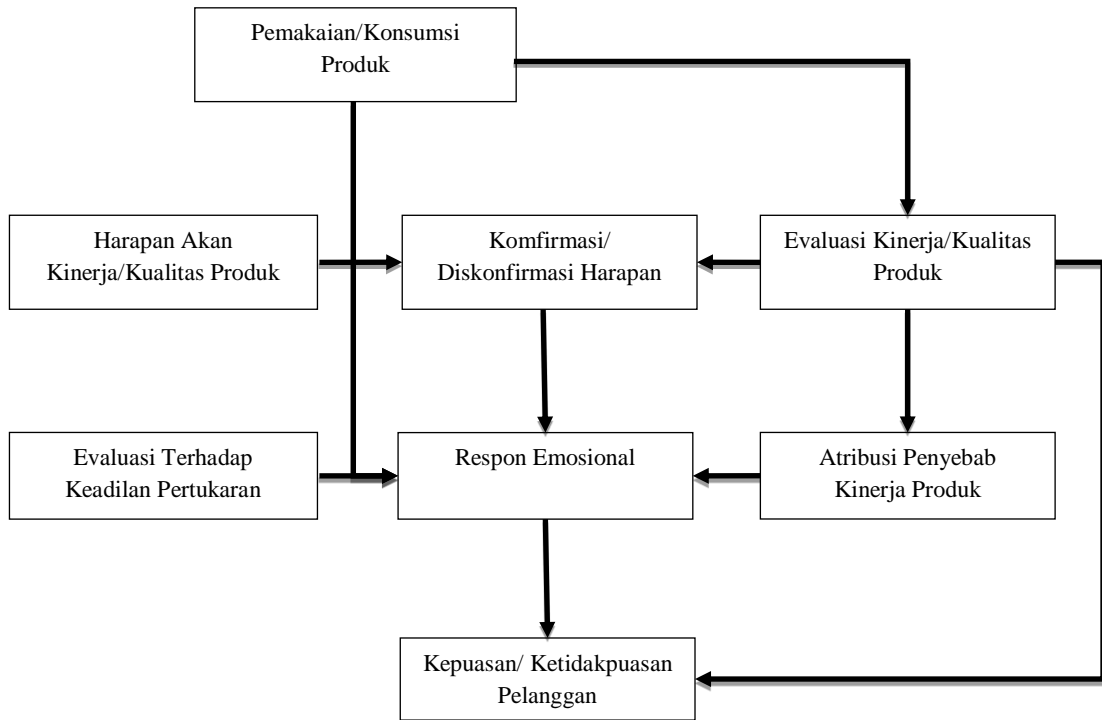 Pemakaian/Konsumsi
Produk
Harapan Akan
Kinerja/Kualitas Produk
Komfirmasi/
Diskonfirmasi Harapan
Evaluasi Kinerja/Kualitas
Produk
Evaluasi Terhadap
Keadilan Pertukaran
Respon Emosional
Atribusi Penyebab
Kinerja Produk
Kepuasan/ Ketidakpuasan
Pelanggan